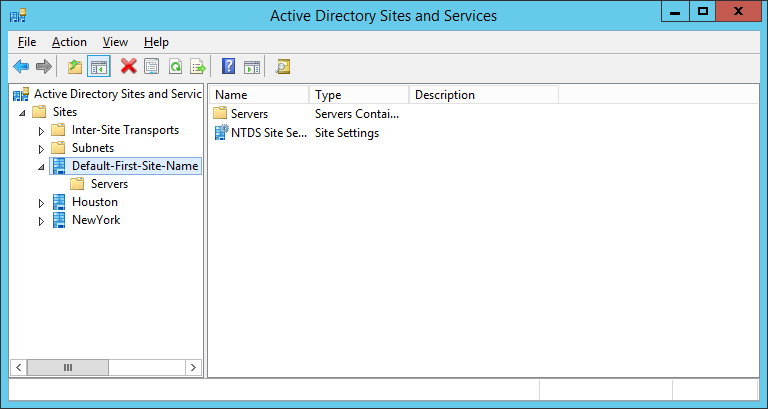 Active Directory Sites and Services
File Action View Help
Active Directory Sites and Servic
Sites
Inter-Site Transports
Subnets
Default-First-Site-Name
Servers
Houston
NewYork
Name Type Description
Servers Servers Contai...
NTDS Site Se... Site Settings